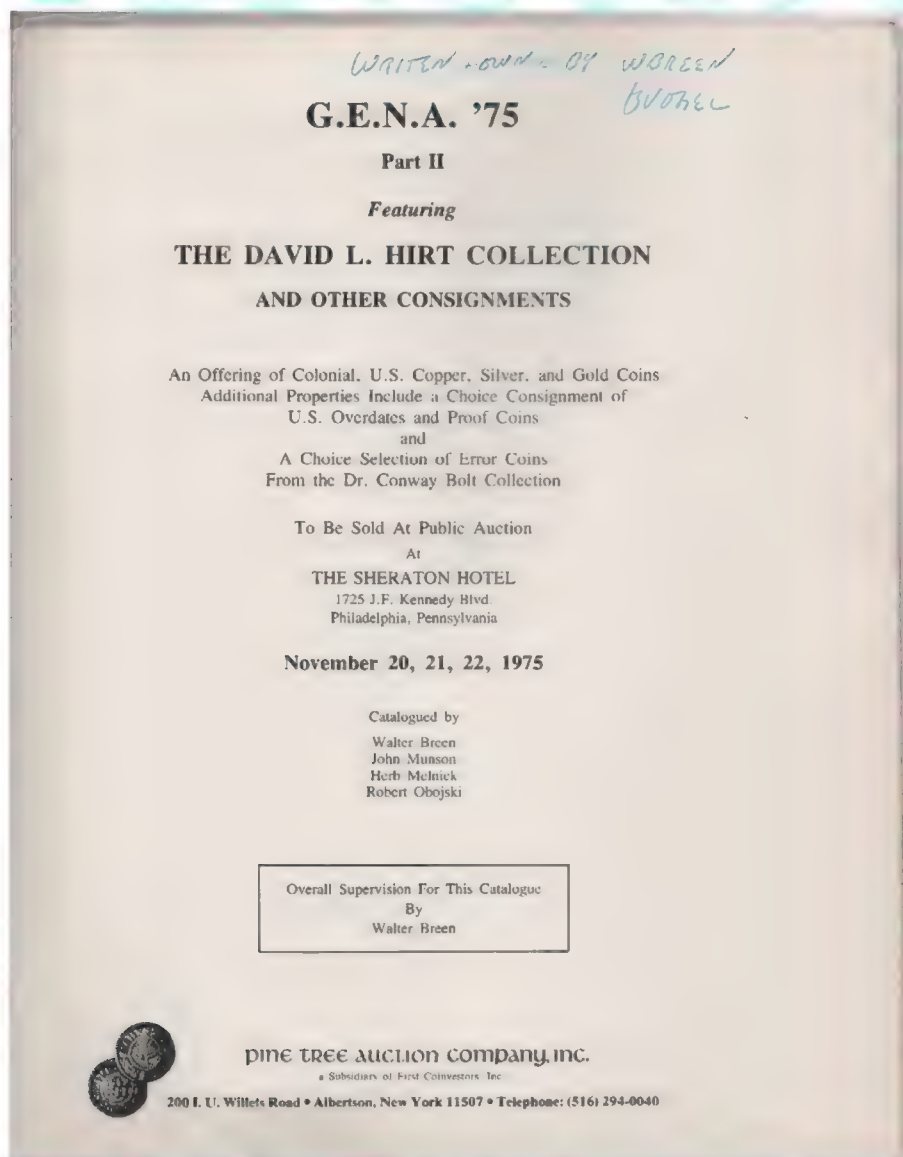 WRITEN - OWN - BY WBREEN
G.E.N.A. '75
Part II
Featuring
THE DAVID L. HIRT COLLECTION
AND OTHER CONSIGNMENTS
An Offering of Colonial, U.S. Copper, Silver, and Gold Coins
Additional Properties Include a Choice Consignment of
U.S. Overdates and Proof Coins
and
A Choice Selection of Error Coins
From the Dr. Conway Bolt Collection
To Be Sold At Public Auction
At
THE SHERATON HOTEL
1725 J.F. Kennedy Blvd.
Philadelphia, Pennsylvania
November 20, 21, 22, 1975
Catalogued by
Walter Breen
John Munson
Herb Melnick
Robert Obojski
Overall Supervision For This Catalogue
By
Walter Breen
pine tree auction company, inc.
a Subsidiary of First Coinvestors, Inc.
200 I. U. Willets Road • Albertson, New York 11507 • Telephone: (516) 294-0040